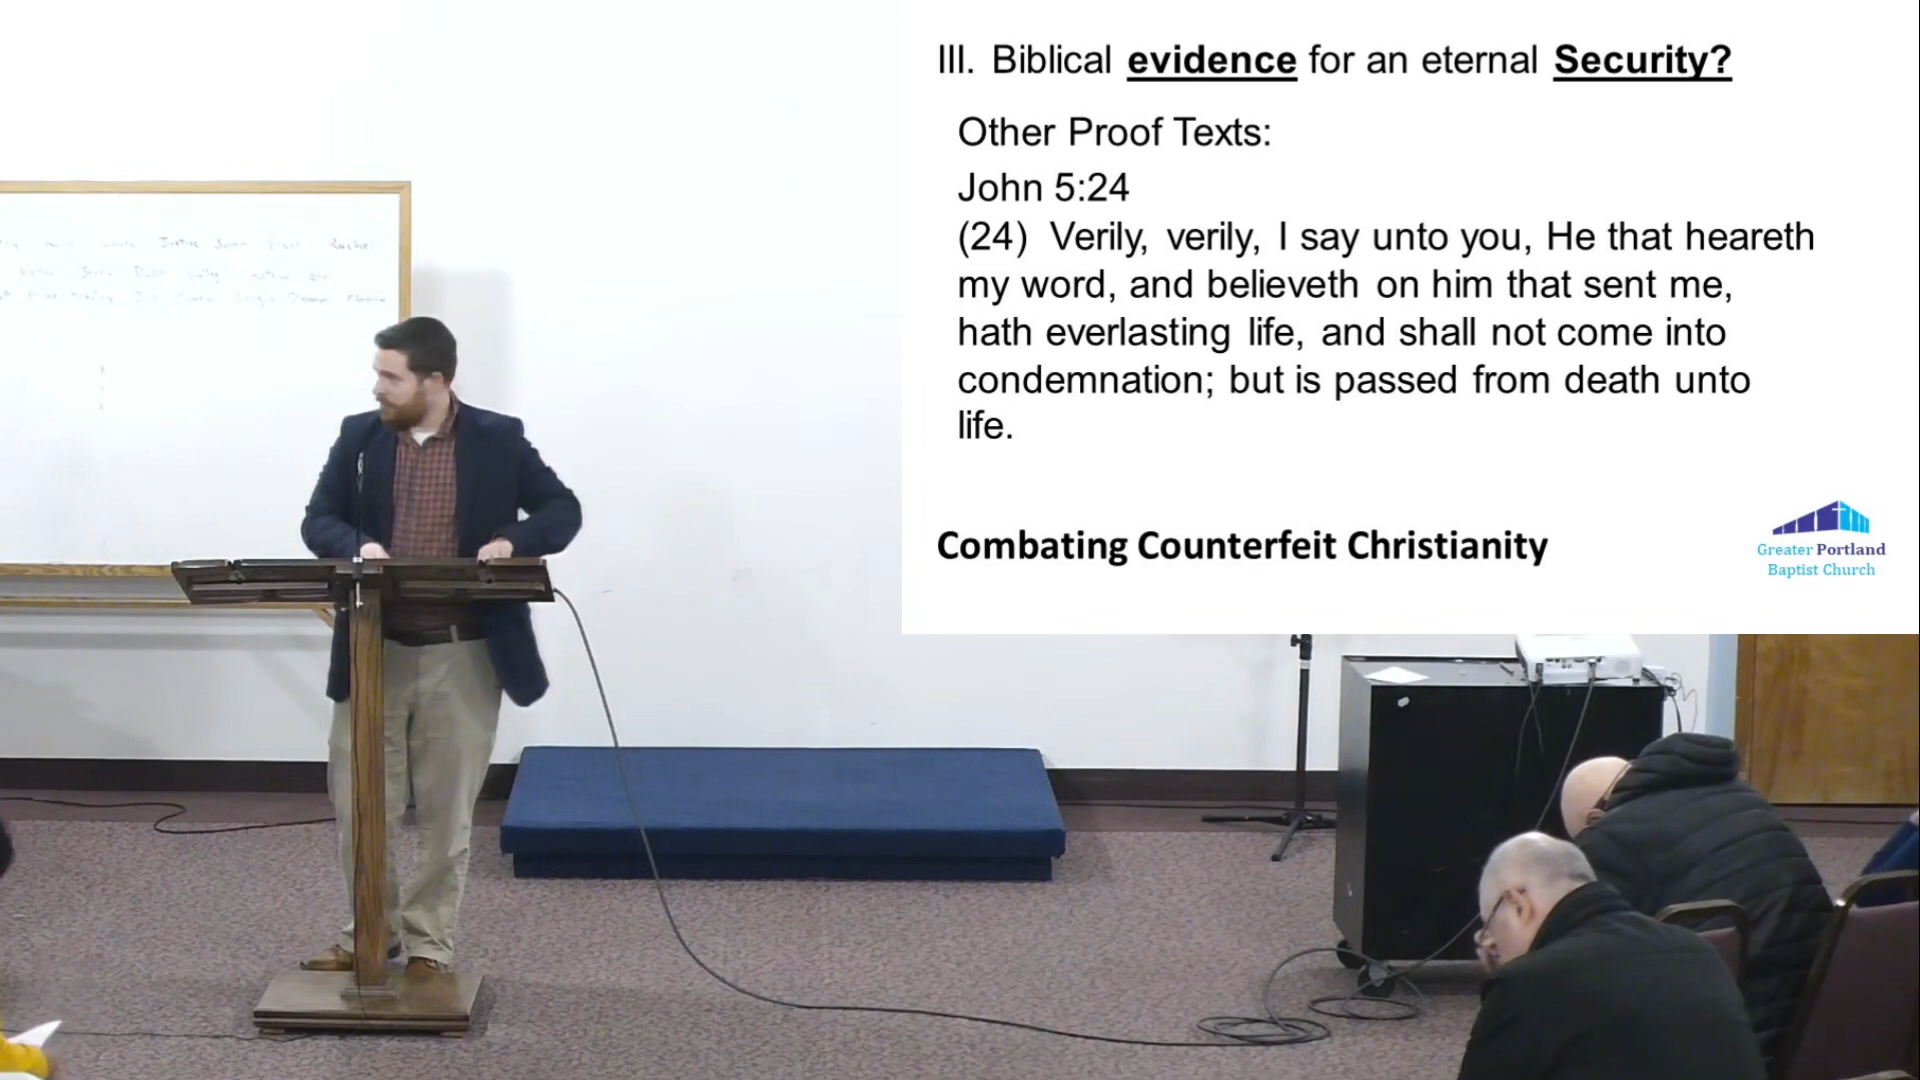 III. Biblical evidence for an eternal Security?
Other Proof Texts:
John 5:24
(24) Verily, verily, I say unto you, He that heareth
my word, and believeth on him that sent me,
hath everlasting life, and shall not come into
condemnation; but is passed from death unto
life.
Combating Counterfeit Christianity
Greater Portland
Baptist Church
Rachel